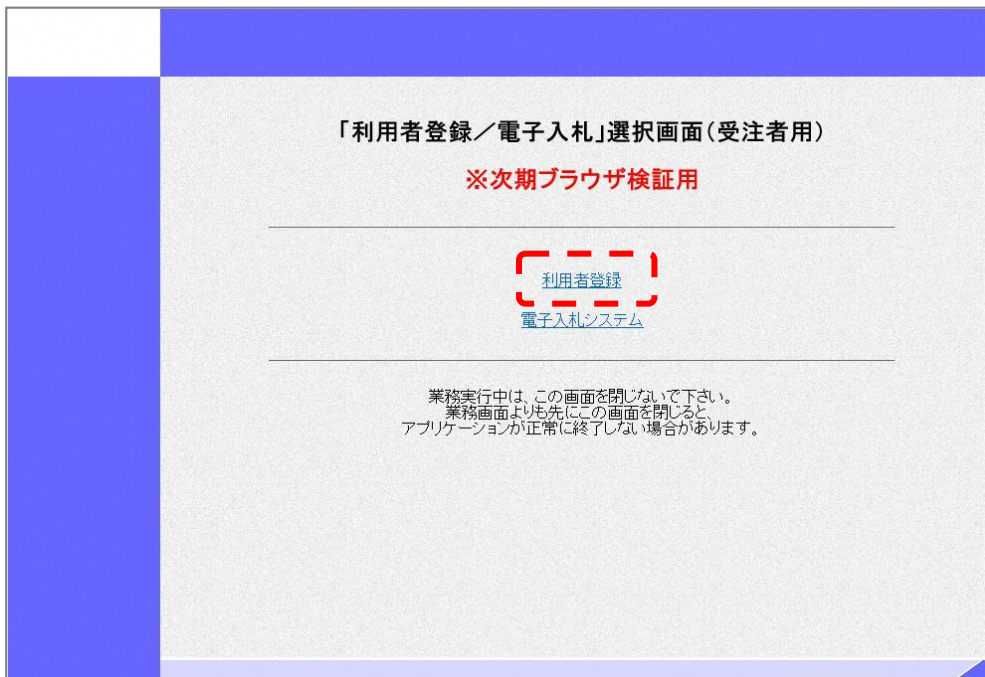 「利用者登録／電子入札」選択画面（受注者用）
※次期ブラウザ検証用
利用者登録
電子入札システム
業務実行中は、この画面を閉じないで下さい。
業務画面よりも先にこの画面を閉じると、
アプリケーションが正常に終了しない場合があります。